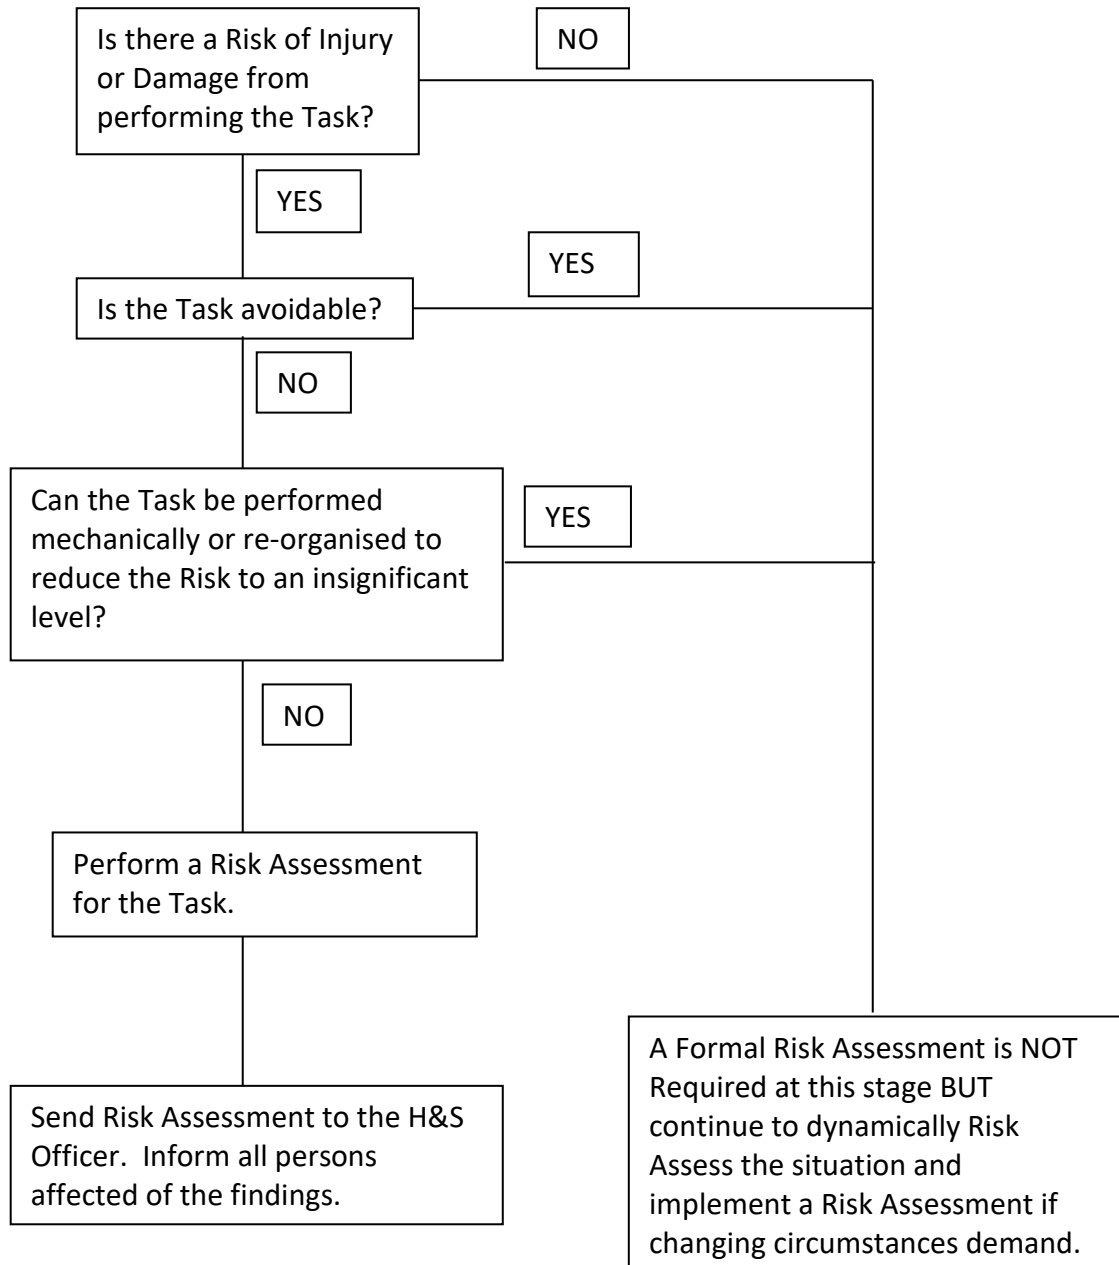 Is there a Risk of Injury
or Damage from
performing the Task?
NO
YES
Is the Task avoidable?
YES
NO
Can the Task be performed
mechanically or re-organised to
reduce the Risk to an insignificant
level?
YES
NO
Perform a Risk Assessment
for the Task.
Send Risk Assessment to the H&S
Officer.  Inform all persons
affected of the findings.
A Formal Risk Assessment is NOT
Required at this stage BUT
continue to dynamically Risk
Assess the situation and
implement a Risk Assessment if
changing circumstances demand.